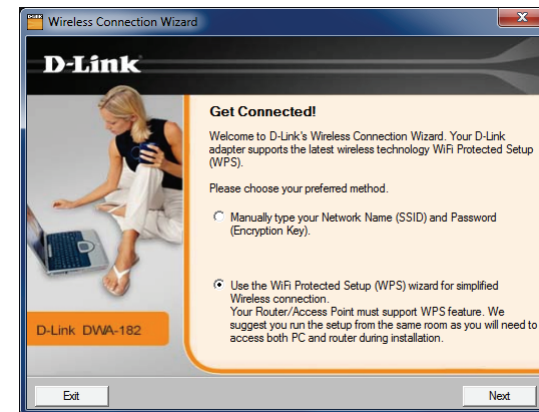 Wireless Connection Wizard
D-Link
Get Connected!
Welcome to D-Link's Wireless Connection Wizard. Your D-Link
adapter supports the latest wireless technology WiFi Protected Setup
(WPS).
Please choose your preferred method.
Manually type your Network Name (SSID) and Password
(Encryption Key).
Use the WiFi Protected Setup (WPS) wizard for simplified
Wireless connection.
Your Router/Access Point must support WPS feature. We
suggest you run the setup from the same room as you will need to
access both PC and router during installation.
D-Link DWA-182
Exit
Next